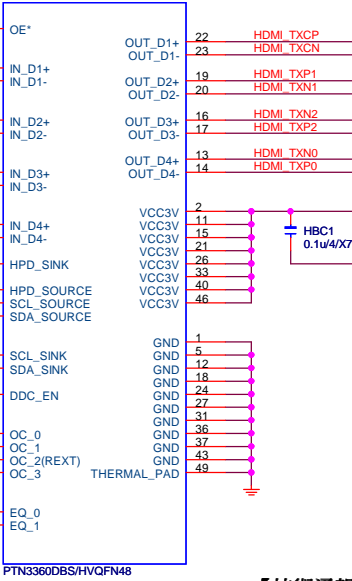 OE*
OUT_D1+ 22 HDMI_TXCP
OUT_D1- 23 HDMI_TXCN
IN_D1+
IN_D1-
OUT_D2+ 19 HDMI_TXP1
OUT_D2- 20 HDMI_TXN1
IN_D2+
IN_D2-
OUT_D3+ 16 HDMI_TXN2
OUT_D3- 17 HDMI_TXP2
OUT_D4+ 13 HDMI_TXN0
OUT_D4- 14 HDMI_TXP0
IN_D3+
IN_D3-
VCC3V 2
VCC3V 11
VCC3V 15
VCC3V 21
VCC3V 26
VCC3V 33
VCC3V 40
VCC3V 46
IN_D4+
IN_D4-
HBC1
0.1u/4/X7
HPD_SINK
HPD_SOURCE
SCL_SOURCE
SDA_SOURCE
GND 1
GND 5
GND 12
GND 18
GND 24
GND 27
GND 31
GND 36
GND 37
GND 43
THERMAL_PAD 49
SCL_SINK
SDA_SINK
DDC_EN
OC_0
OC_1
OC_2(REXT)
OC_3
EQ_0
EQ_1
PTN3360DBS/HVQFN48